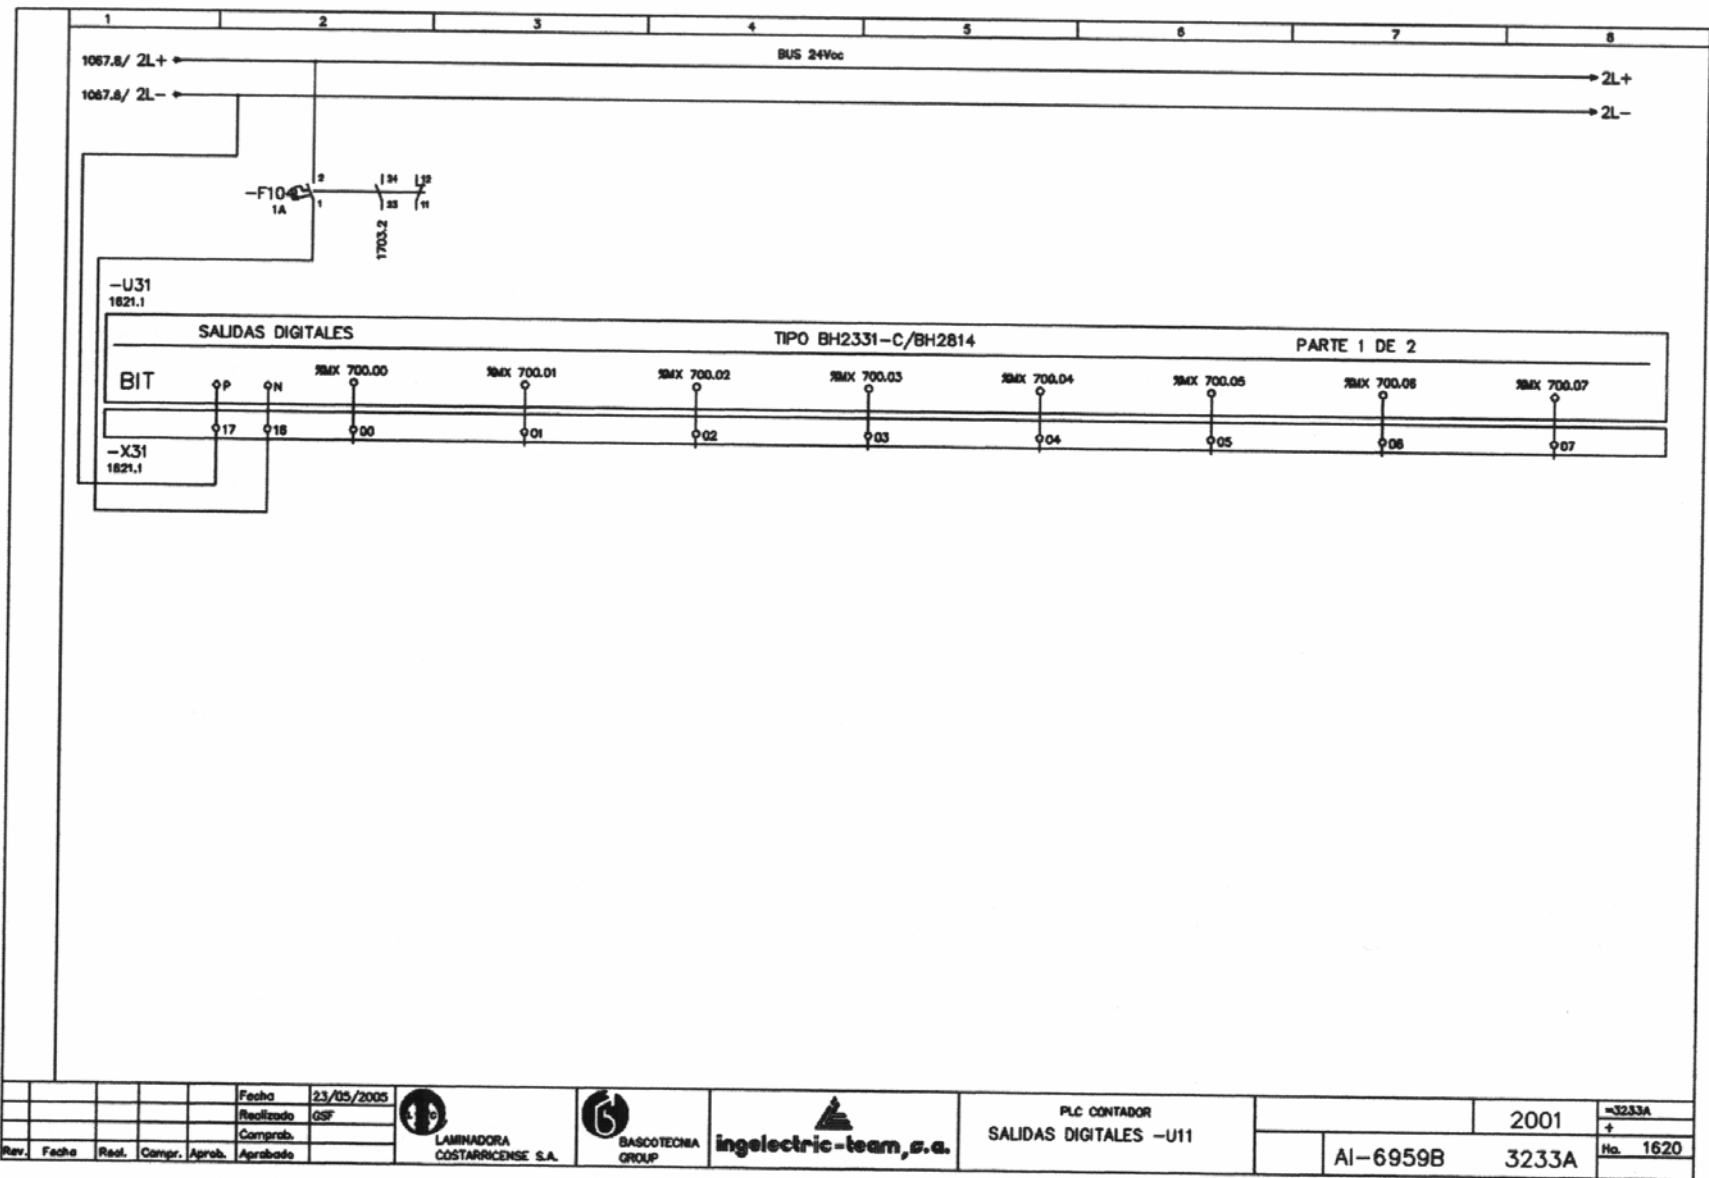 1 2 3 4 5 6 7 8
BUS 24Vcc
1067.8/ 2L+ 2L+
1067.8/ 2L- 2L-
-F104
1A
2 34 12
1 33 11
1703.2
-U31
1621.1
SALIDAS DIGITALES TIPO BH2331-C/BH2814 PARTE 1 DE 2
BIT P N %MX 700.00 %MX 700.01 %MX 700.02 %MX 700.03 %MX 700.04 %MX 700.05 %MX 700.06 %MX 700.07
17 18 00 01 02 03 04 05 06 07
-X31
1621.1
Fecha 23/05/2005
Realizado GSF
Comprob.
Rev. Fecha Real. Compr. Aprob. Aprobado
LAMINADORA
COSTARRICENSE S.A.
BASCOTECNIA
GROUP
ingelectric-team,s.a.
PLC CONTADOR
SALIDAS DIGITALES -U11
2001
AI-6959B 3233A
=3233A
+
Ho. 1620